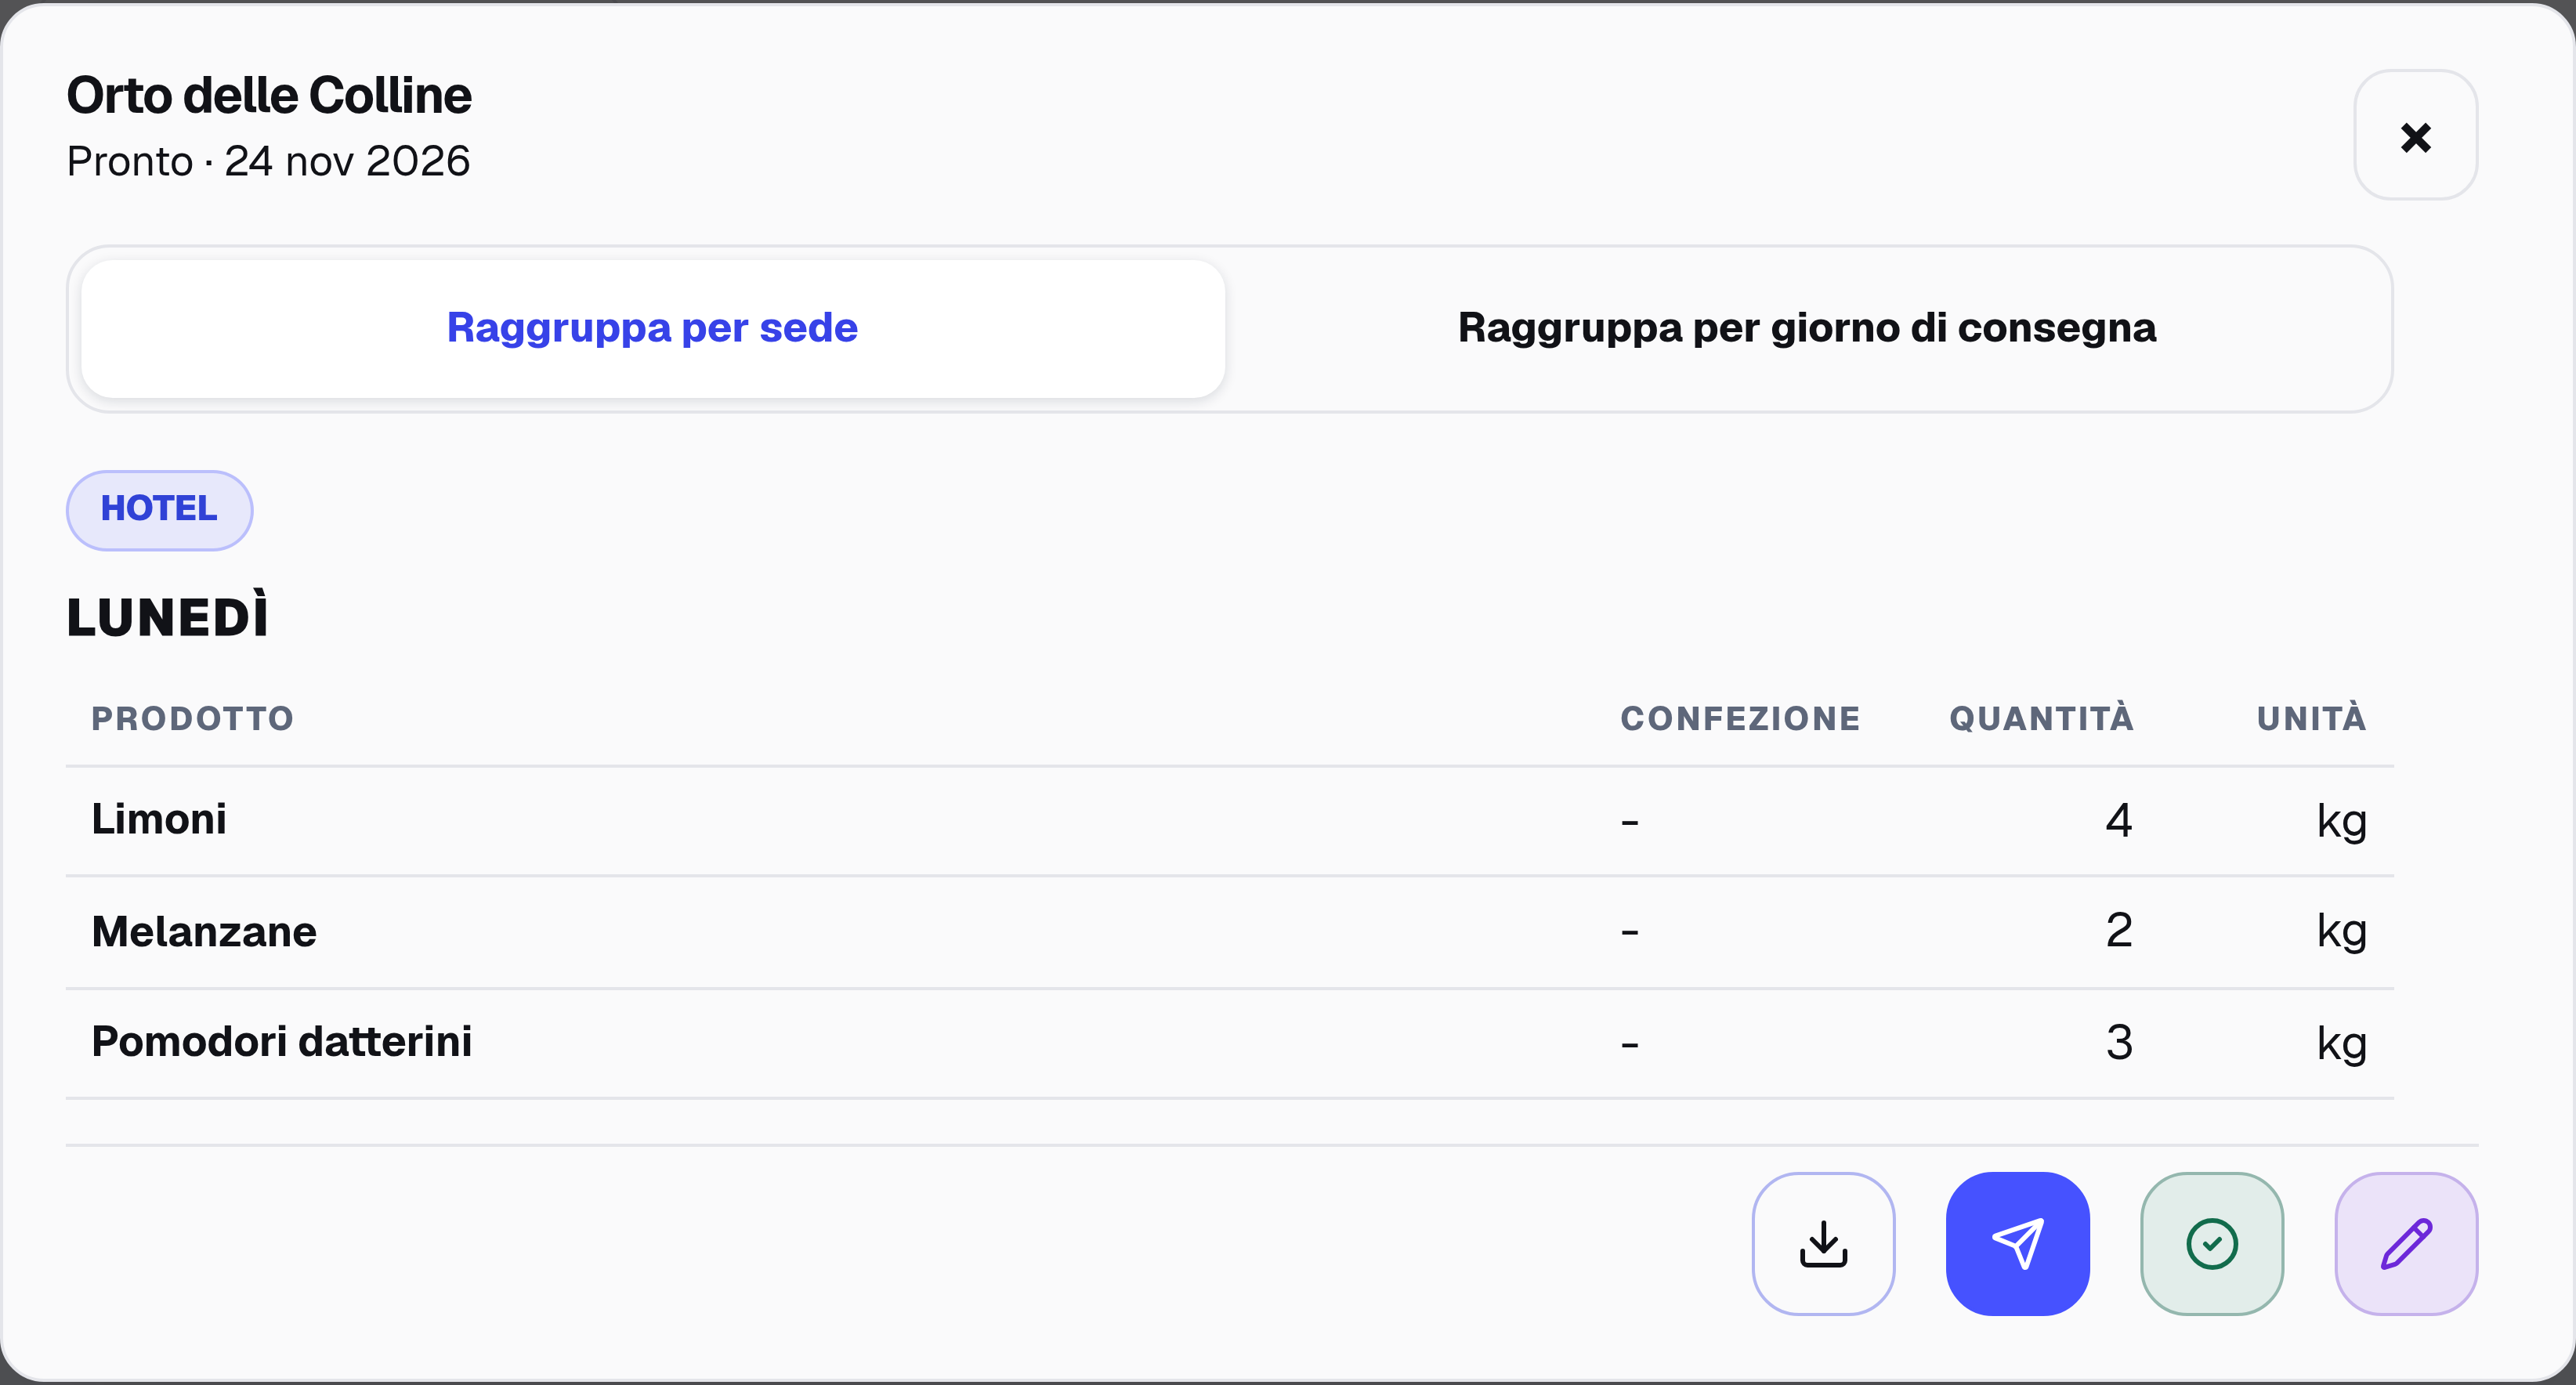 Orto delle Colline
Pronto · 24 nov 2026
Raggruppa per sede Raggruppa per giorno di consegna
HOTEL
LUNEDÌ
PRODOTTO CONFEZIONE QUANTITÀ UNITÀ
Limoni - 4 kg
Melanzane - 2 kg
Pomodori datterini - 3 kg